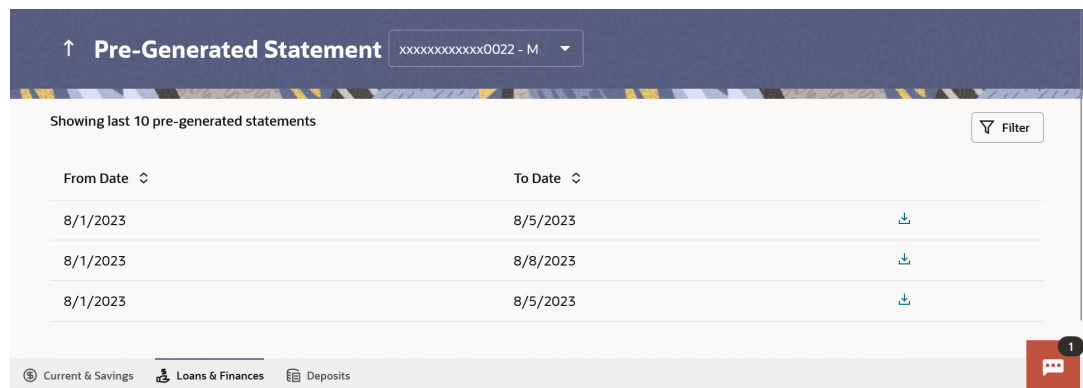 Pre-Generated Statement xxxxxxxxxxxx0022 - M
Showing last 10 pre-generated statements
Filter
From Date To Date
8/1/2023 8/5/2023
8/1/2023 8/8/2023
8/1/2023 8/5/2023
1
Current & Savings Loans & Finances Deposits